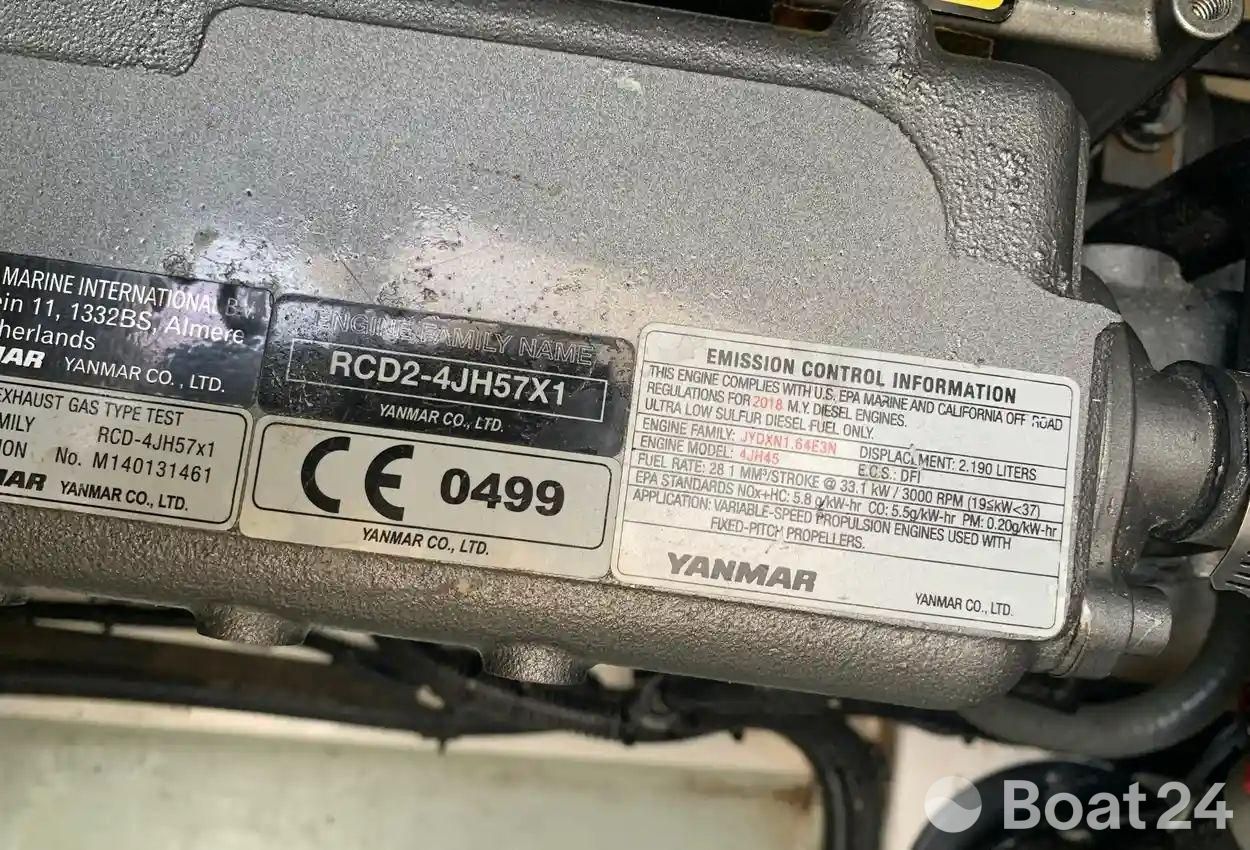 MARINE INTERNATIONAL B.V.
ein 11, 1332BS, Almere
herlands
MAR YANMAR CO., LTD.
EXHAUST GAS TYPE TEST
MILY RCD-4JH57x1
ION No. M140131461
MAR YANMAR CO., LTD.
ENGINE FAMILY NAME
RCD2-4JH57X1
YANMAR CO., LTD.
CE 0499
YANMAR CO., LTD.
EMISSION CONTROL INFORMATION
THIS ENGINE COMPLIES WITH U.S. EPA MARINE AND CALIFORNIA OFF ROAD
REGULATIONS FOR 2018 M.Y. DIESEL ENGINES.
ULTRA LOW SULFUR DIESEL FUEL ONLY.
ENGINE FAMILY: JYDXN1.64E3N DISPLACEMENT: 2.190 LITERS
ENGINE MODEL: 4JH45 E.C.S.: DFI
FUEL RATE: 28.1 MM³/STROKE @ 33.1 kW / 3000 RPM (19≤kW<37)
EPA STANDARDS NOx+HC: 5.8 g/kW-hr CO: 5.5g/kW-hr PM: 0.20g/kW-hr
APPLICATION: VARIABLE-SPEED PROPULSION ENGINES USED WITH
FIXED-PITCH PROPELLERS.
YANMAR
YANMAR CO., LTD.
Boat24